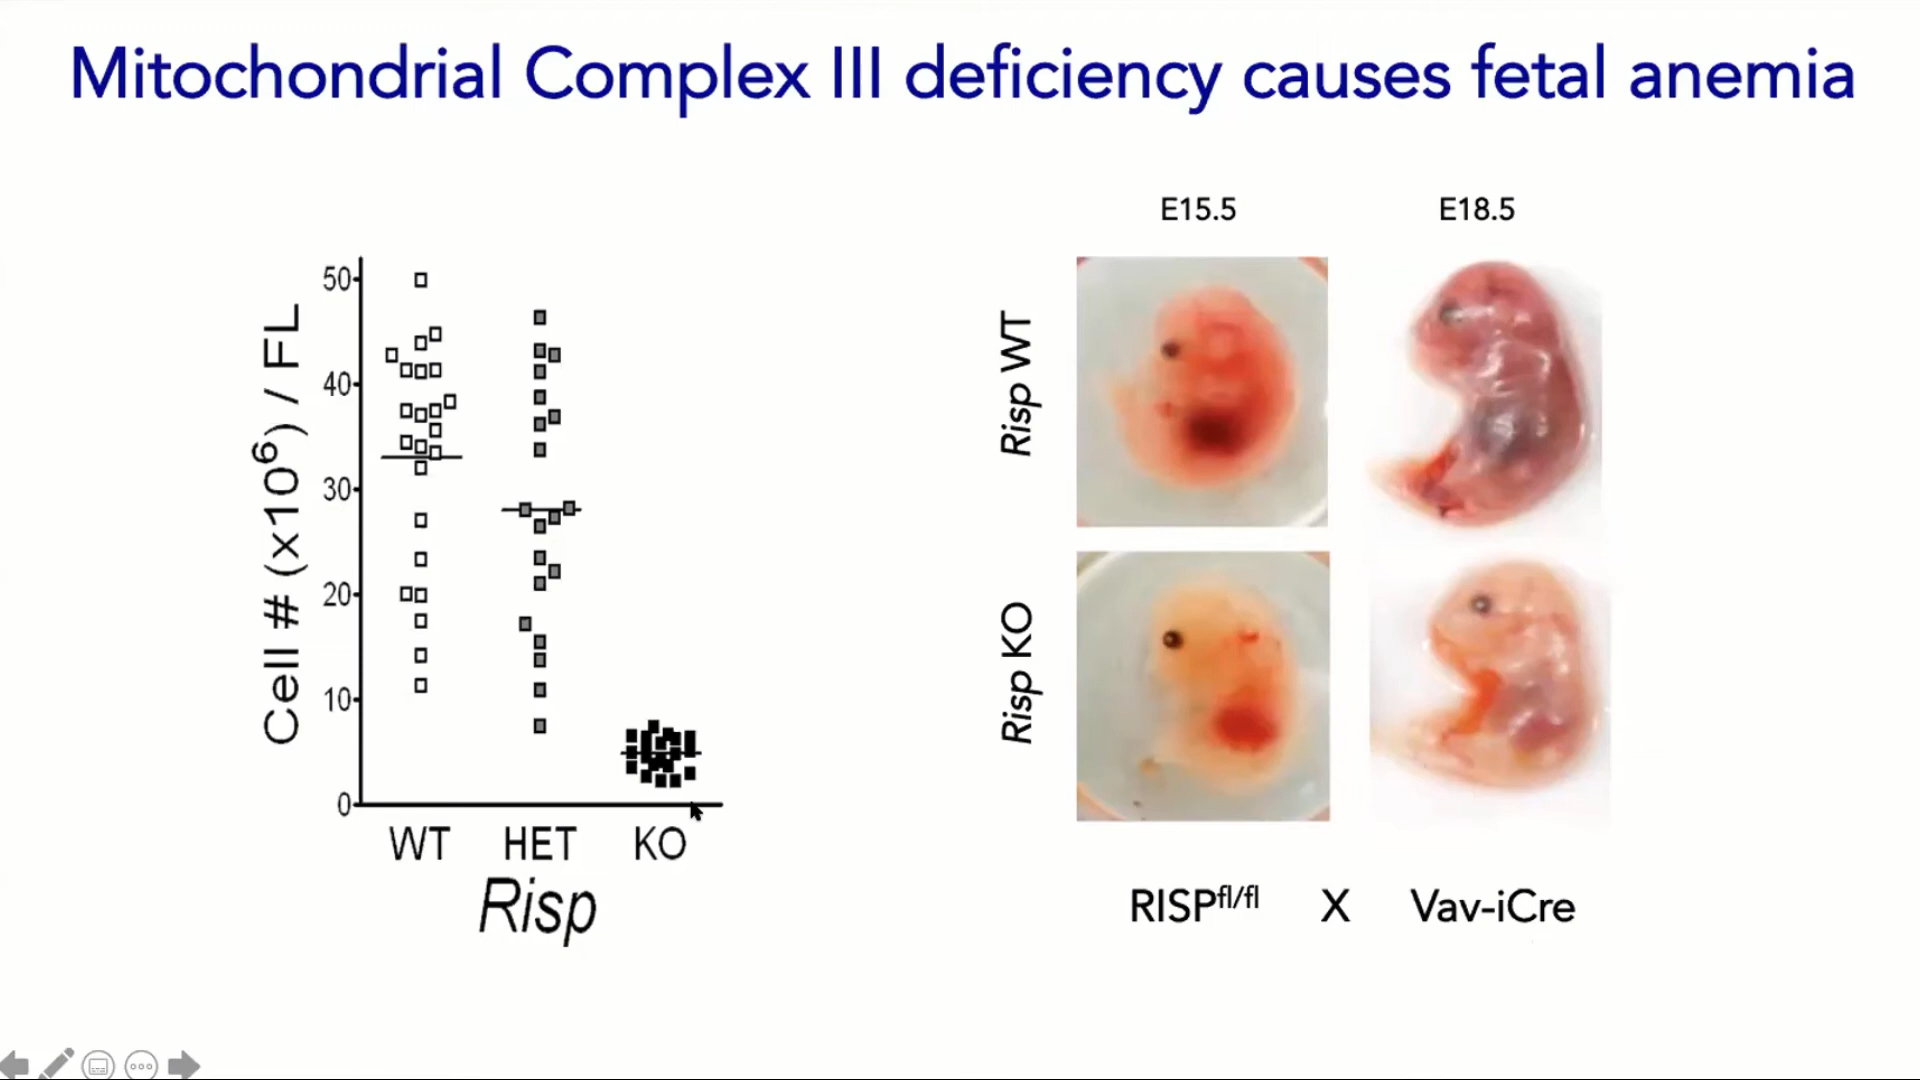 Mitochondrial Complex III deficiency causes fetal anemia
Cell # (x10⁶) / FL
50
40
30
20
10
0
WT HET KO
Risp
E15.5 E18.5
Risp WT
Risp KO
RISPfl/fl X Vav-iCre